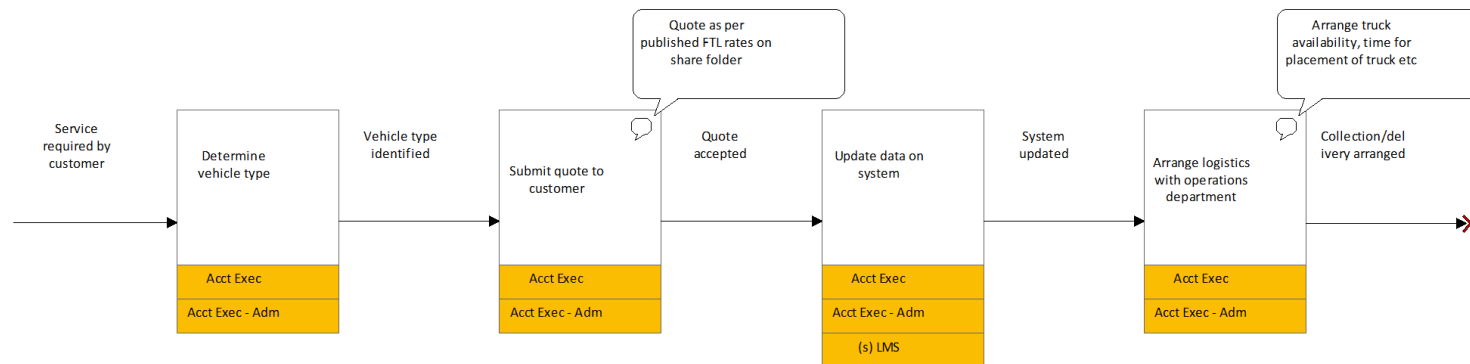 Quote as per
published FTL rates on
share folder
Arrange truck
availability, time for
placement of truck etc
Service
required by
customer
Determine
vehicle type
Vehicle type
identified
Submit quote to
customer
Quote
accepted
Update data on
system
System
updated
Arrange logistics
with operations
department
Collection/del
ivery arranged
Acct Exec
Acct Exec - Adm
Acct Exec
Acct Exec - Adm
Acct Exec
Acct Exec - Adm
(s) LMS
Acct Exec
Acct Exec - Adm